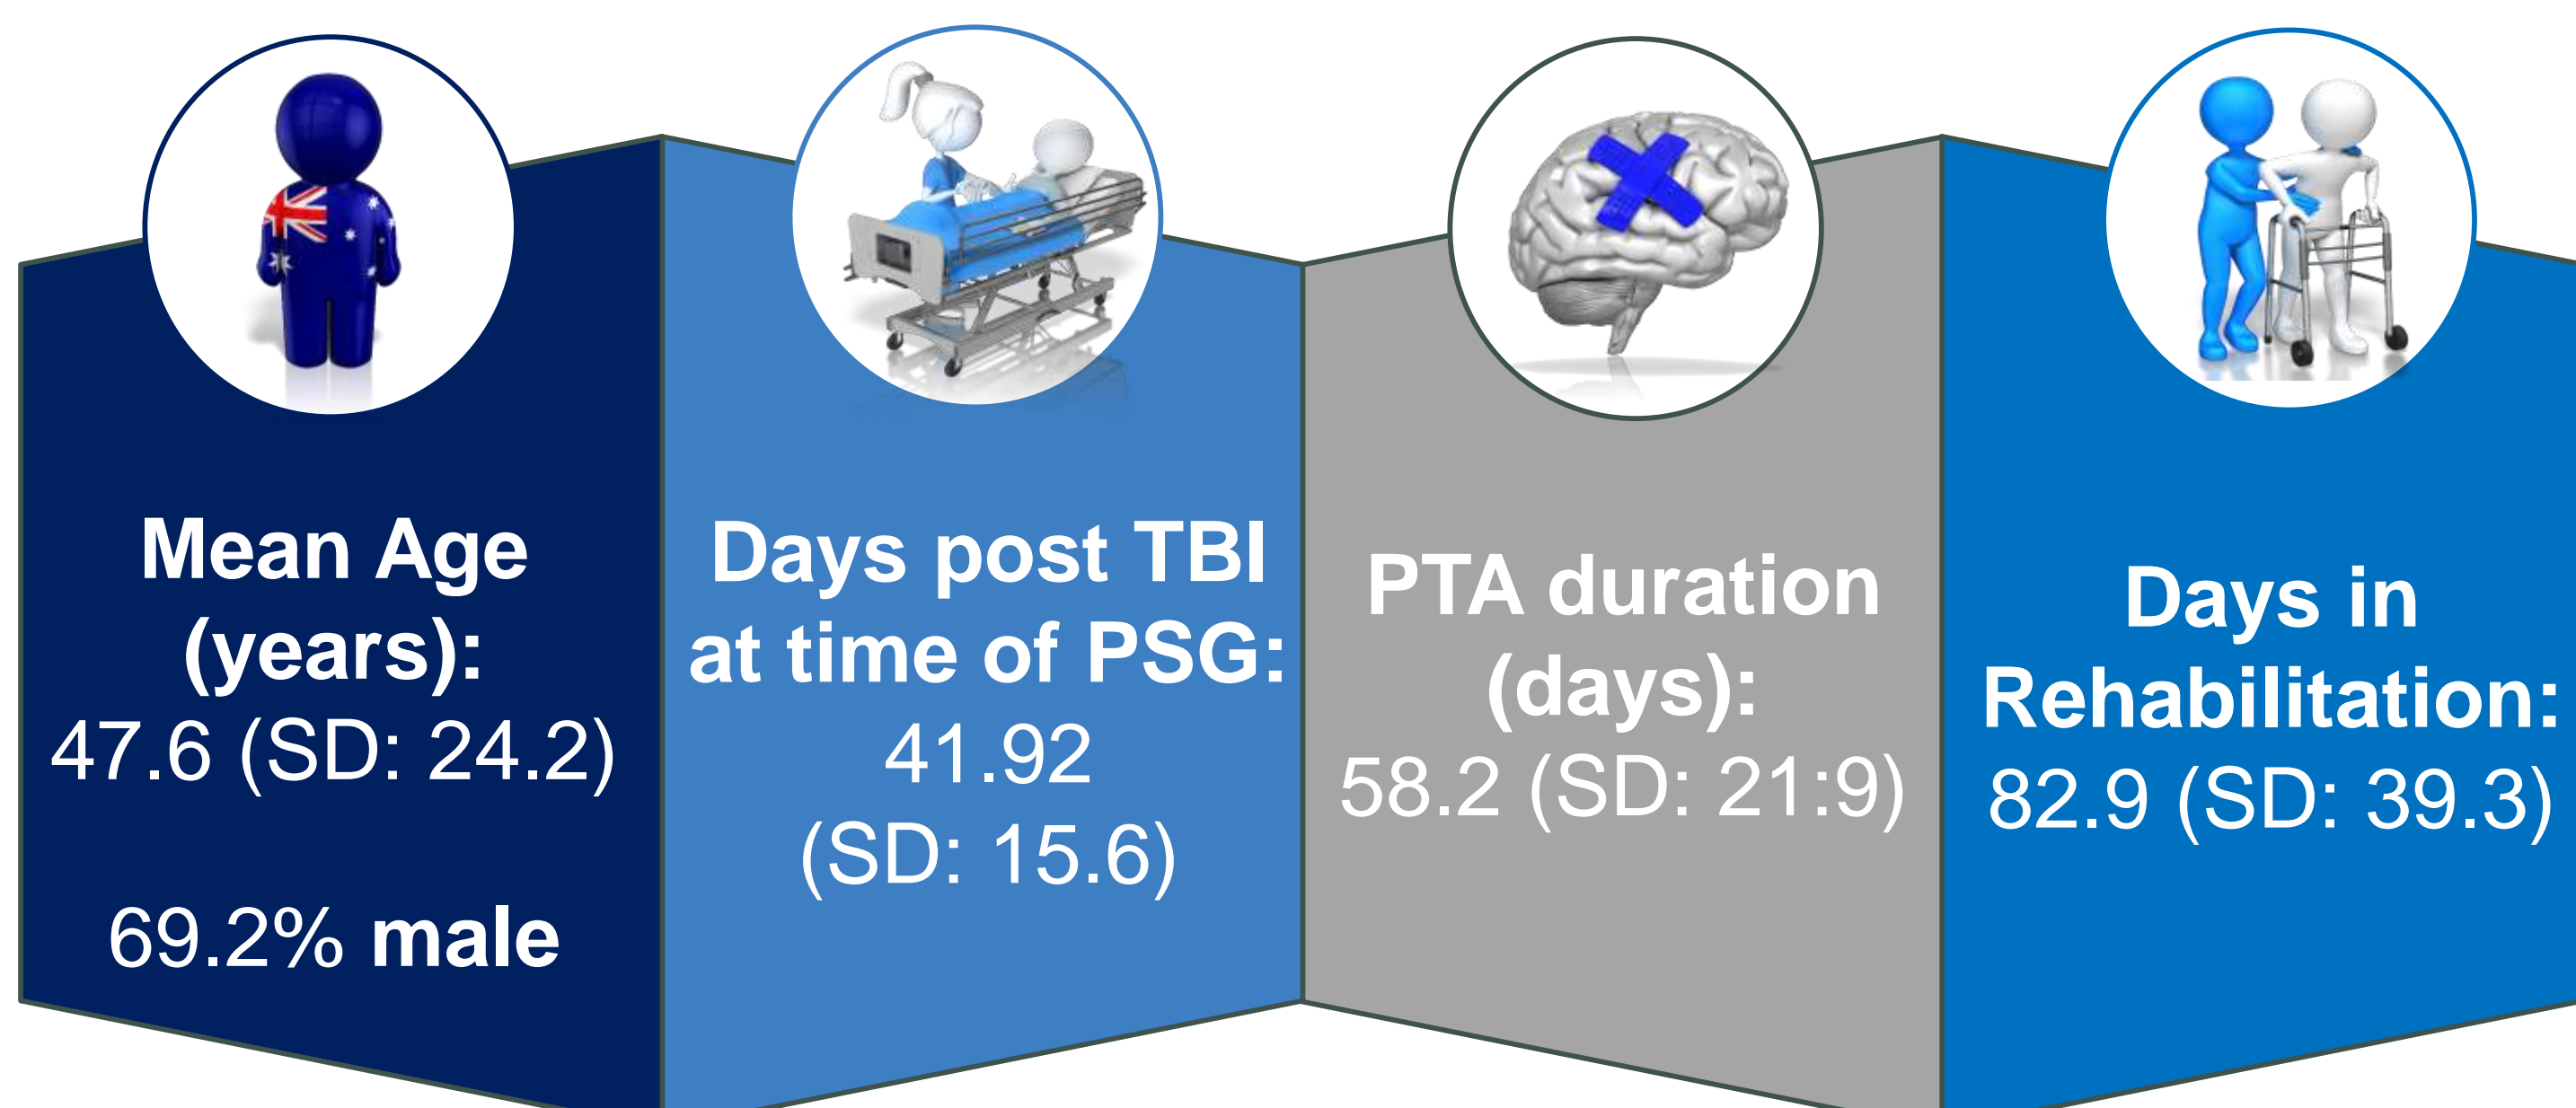 Mean Age
(years):
47.6 (SD: 24.2)
69.2% male
Days post TBI
at time of PSG:
41.92
(SD: 15.6)
PTA duration
(days):
58.2 (SD: 21:9)
Days in
Rehabilitation:
82.9 (SD: 39.3)